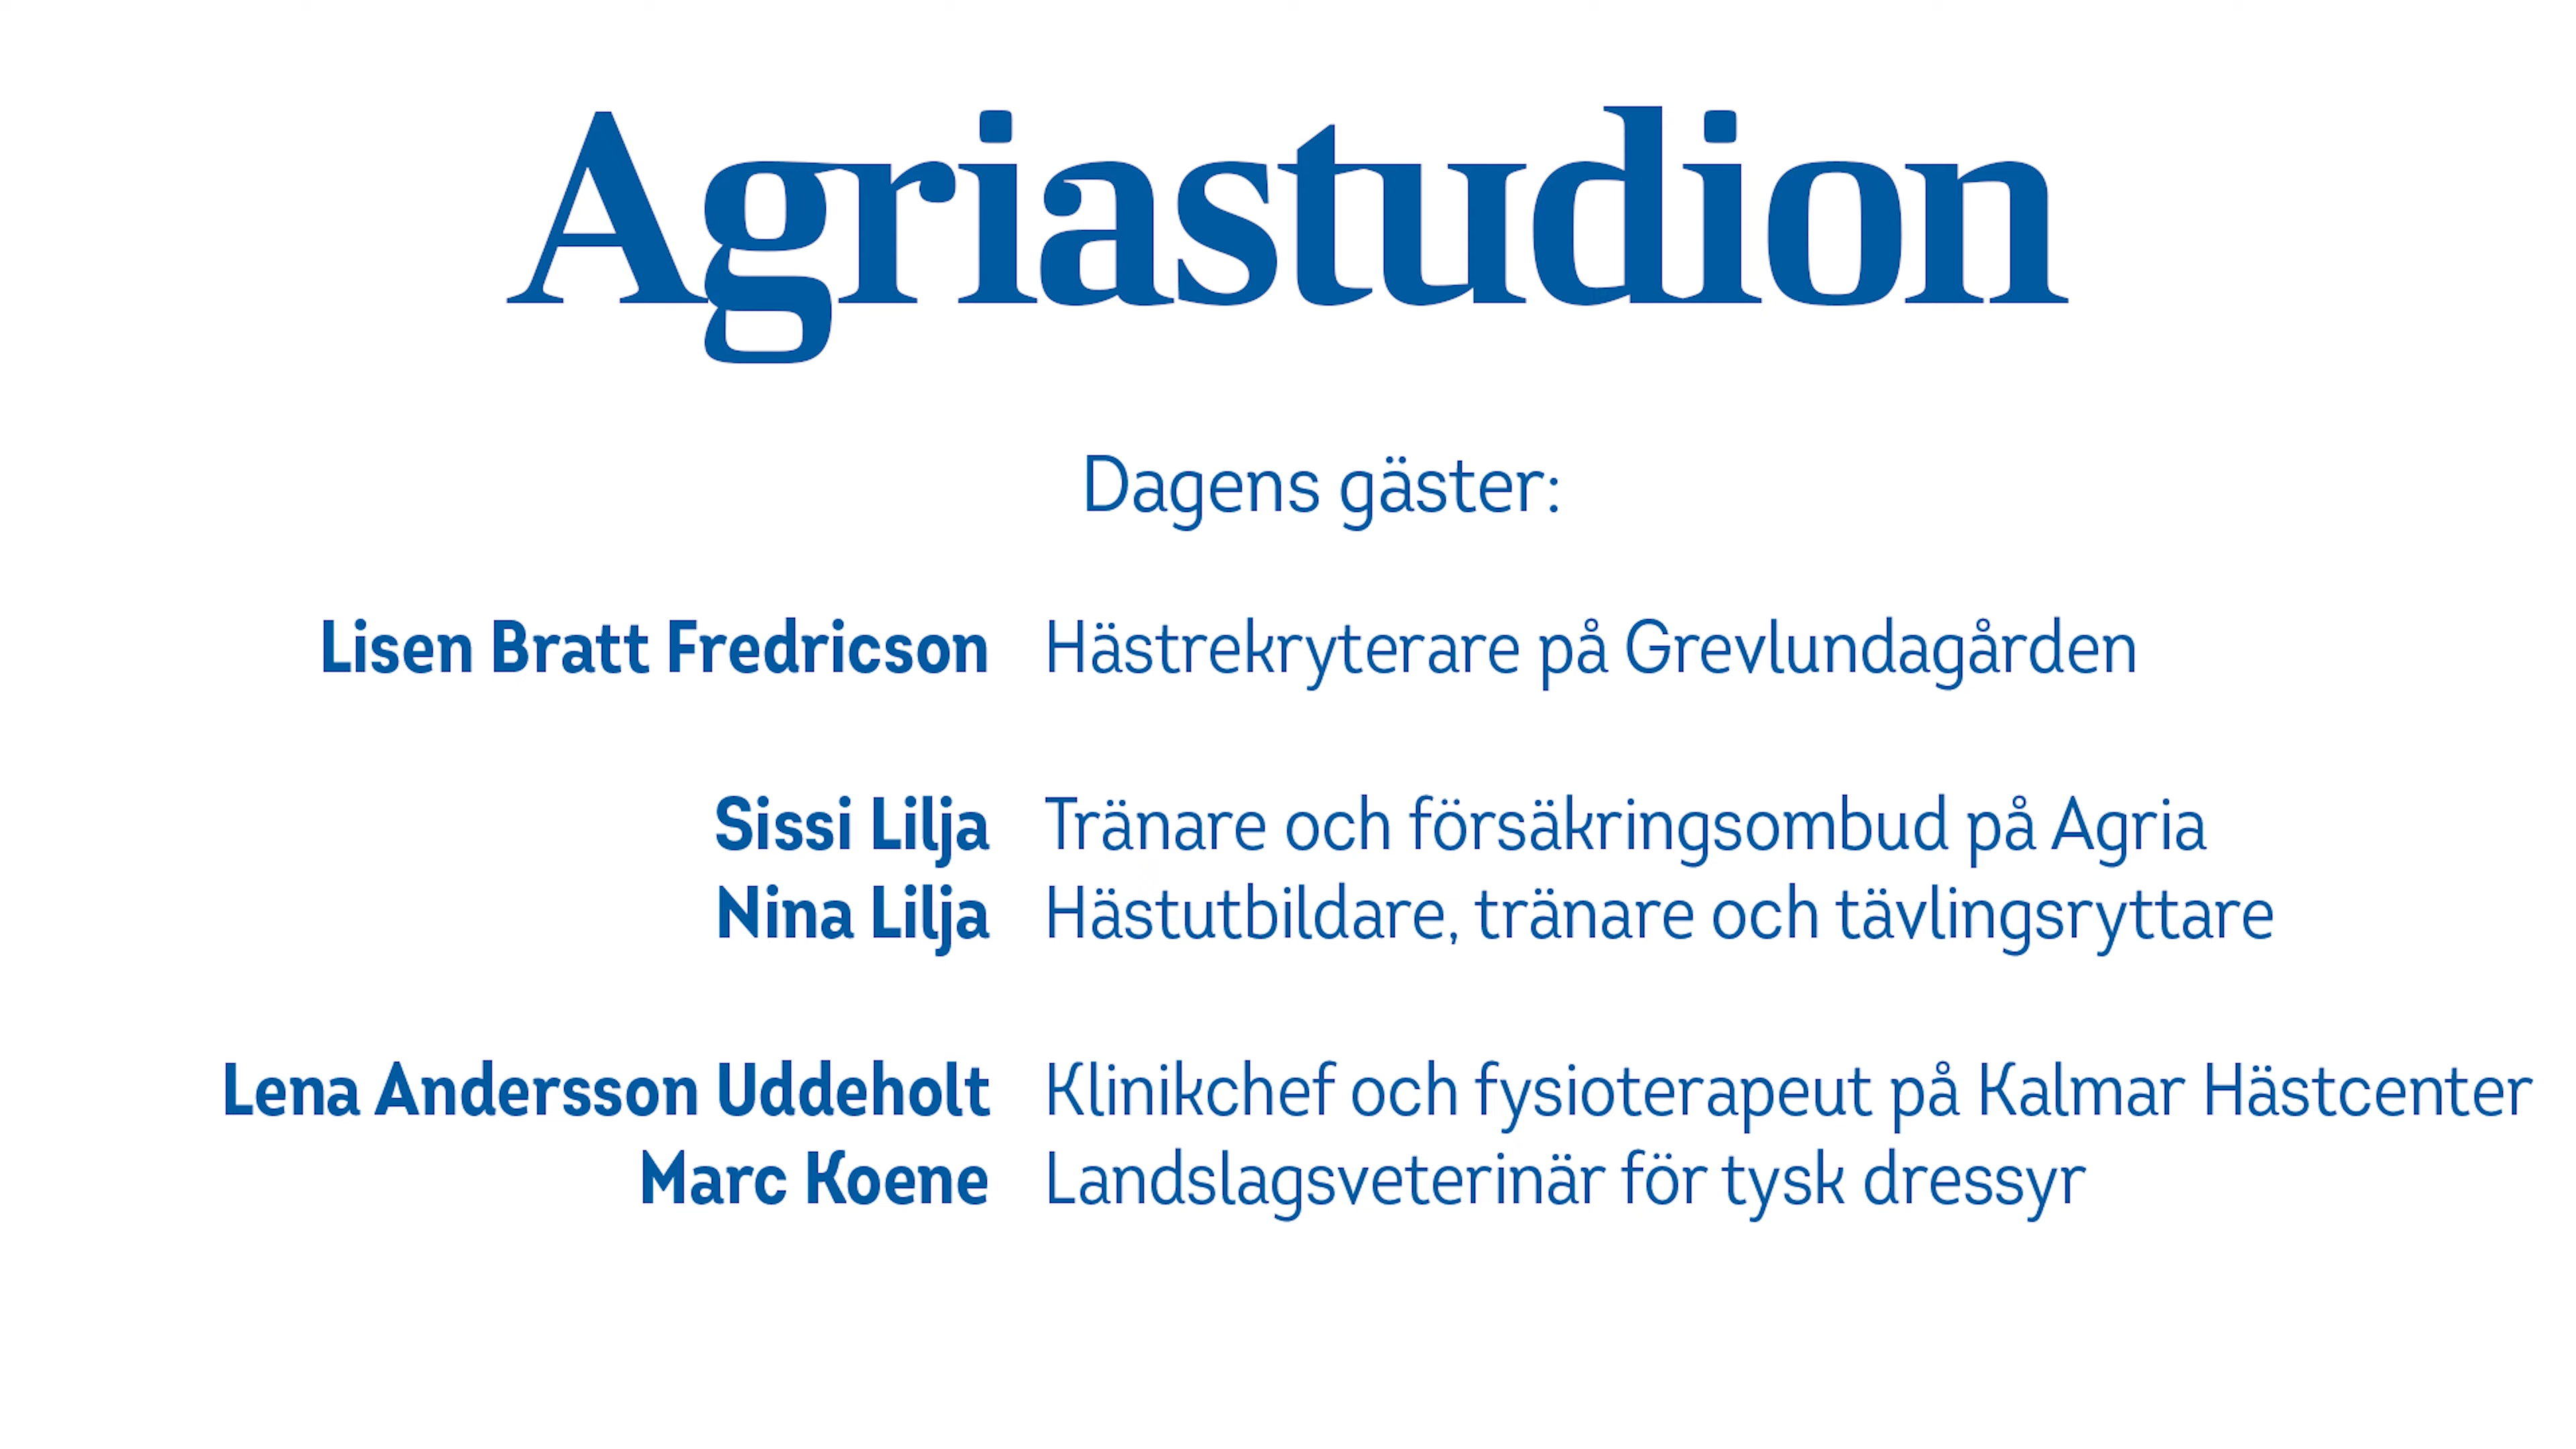 Agriastudion
Dagens gäster:
Lisen Bratt Fredricson Hästrekryterare på Grevlundagården
Sissi Lilja Tränare och försäkringsombud på Agria
Nina Lilja Hästutbildare, tränare och tävlingsryttare
Lena Andersson Uddeholt Klinikchef och fysioterapeut på Kalmar Hästcenter
Marc Koene Landslagsveterinär för tysk dressyr